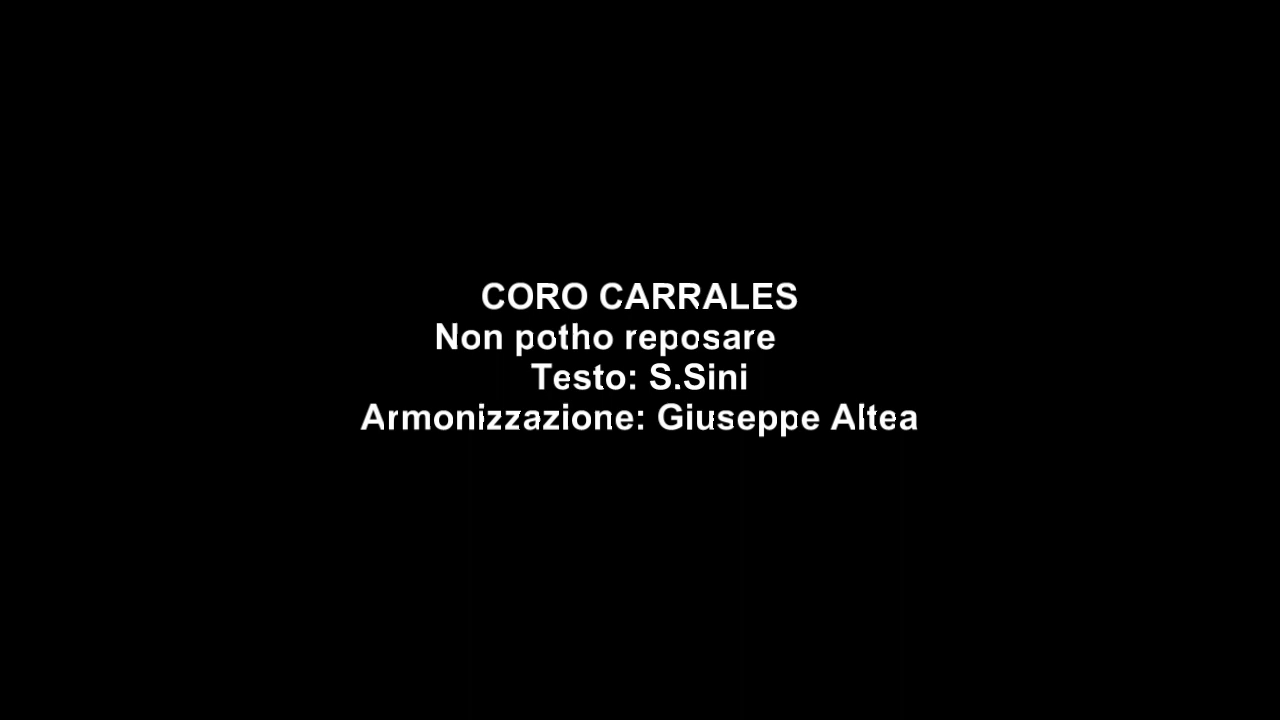 CORO CARRALES
Non potho reposare
Testo: S.Sini
Armonizzazione: Giuseppe Altea